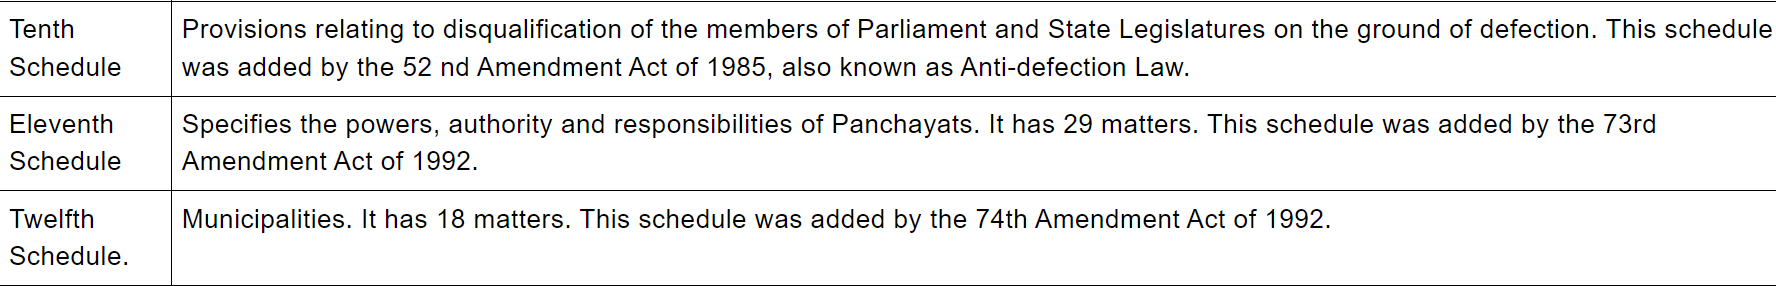 Tenth
Schedule
Provisions relating to disqualification of the members of Parliament and State Legislatures on the ground of defection. This schedule
was added by the 52 nd Amendment Act of 1985, also known as Anti-defection Law.
Eleventh
Schedule
Specifies the powers, authority and responsibilities of Panchayats. It has 29 matters. This schedule was added by the 73rd
Amendment Act of 1992.
Twelfth
Schedule.
Municipalities. It has 18 matters. This schedule was added by the 74th Amendment Act of 1992.